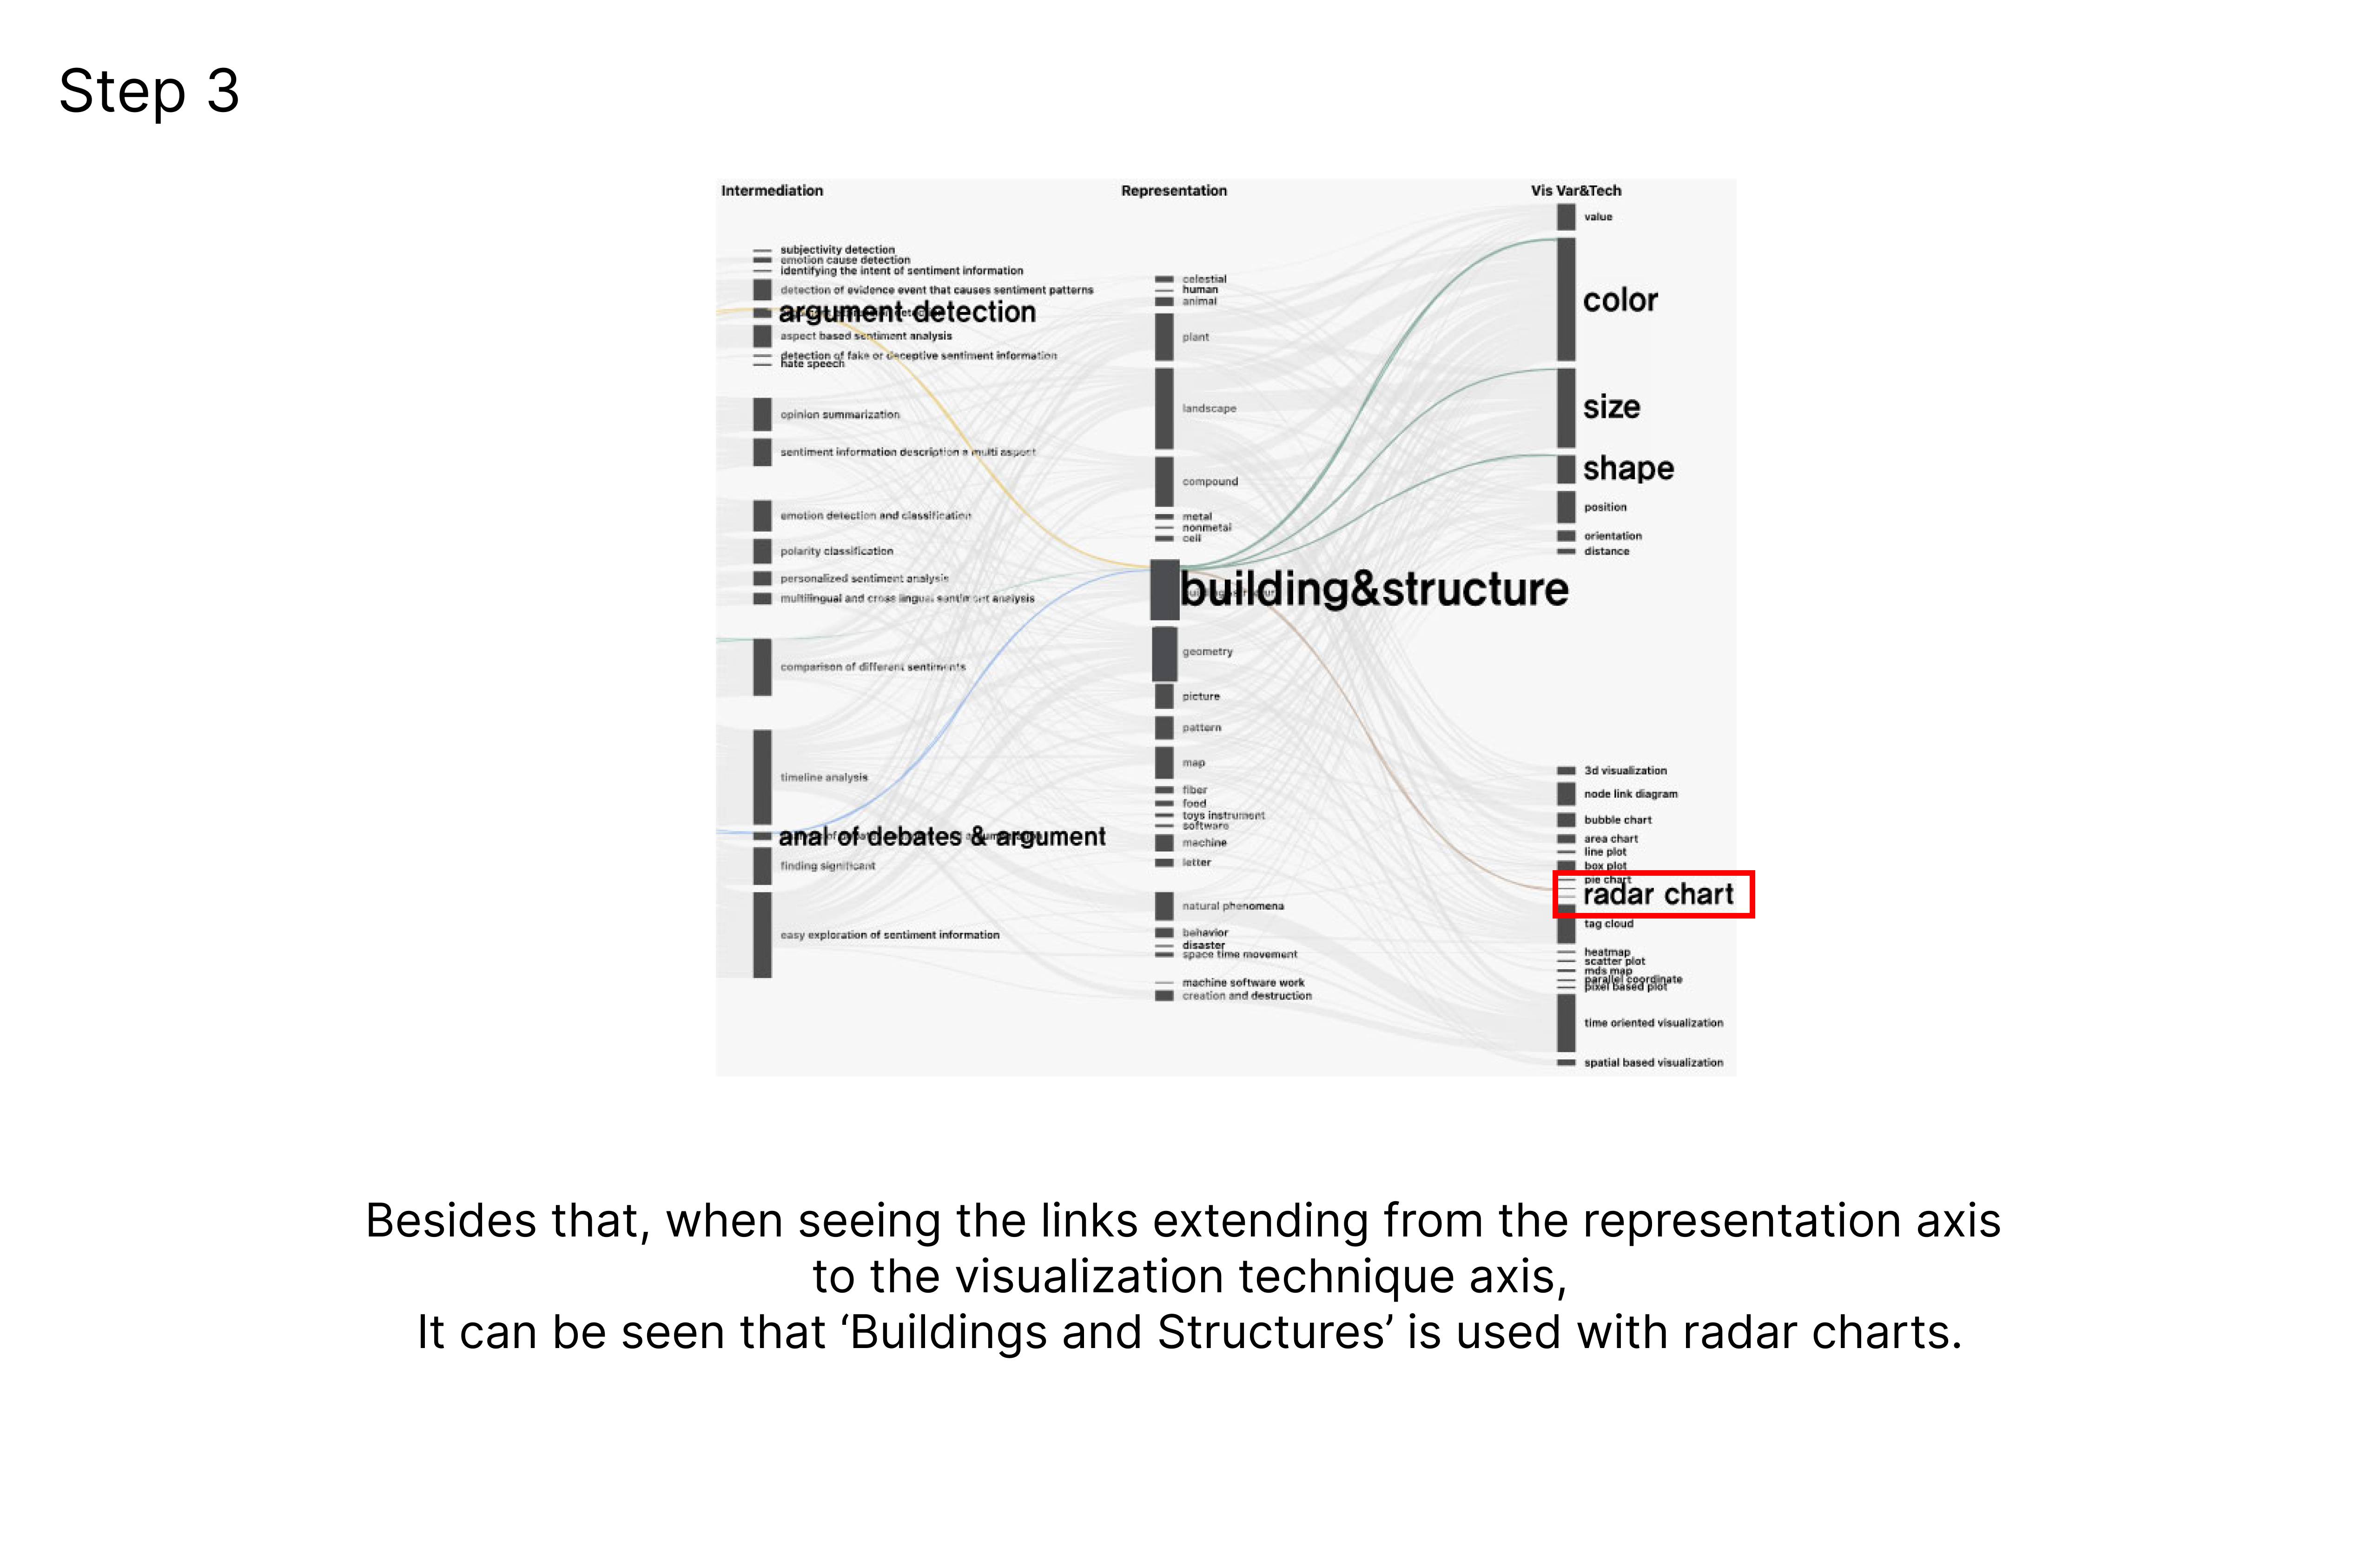 Step 3
Intermediation
Representation
Vis Var&Tech
subjectivity detection
emotion cause detection
identifying the intent of sentiment information
detection of evidence event that causes sentiment patterns
argument detection
aspect based sentiment analysis
detection of fake or deceptive sentiment information
hate speech
opinion summarization
sentiment information description a multi aspect
emotion detection and classification
polarity classification
personalized sentiment analysis
multilingual and cross lingual sentiment analysis
comparison of different sentiments
timeline analysis
anal of debates & argument
finding significant
easy exploration of sentiment information
celestial
human
animal
plant
landscape
compound
metal
nonmetal
cell
building&structure
geometry
picture
pattern
map
fiber
food
toys instrument
software
machine
letter
natural phenomena
behavior
disaster
space time movement
machine software work
creation and destruction
value
color
size
shape
position
orientation
distance
3d visualization
node link diagram
bubble chart
area chart
line plot
box plot
pie chart
radar chart
tag cloud
heatmap
scatter plot
mds map
parallel coordinate
pixel based plot
time oriented visualization
spatial based visualization
Besides that, when seeing the links extending from the representation axis
to the visualization technique axis,
It can be seen that ‘Buildings and Structures’ is used with radar charts.